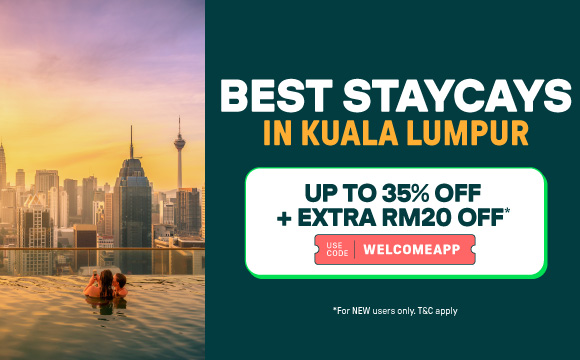 BEST STAYCAYS
IN KUALA LUMPUR
UP TO 35% OFF
+ EXTRA RM20 OFF*
USE
CODE
WELCOMEAPP
*For NEW users only. T&C apply